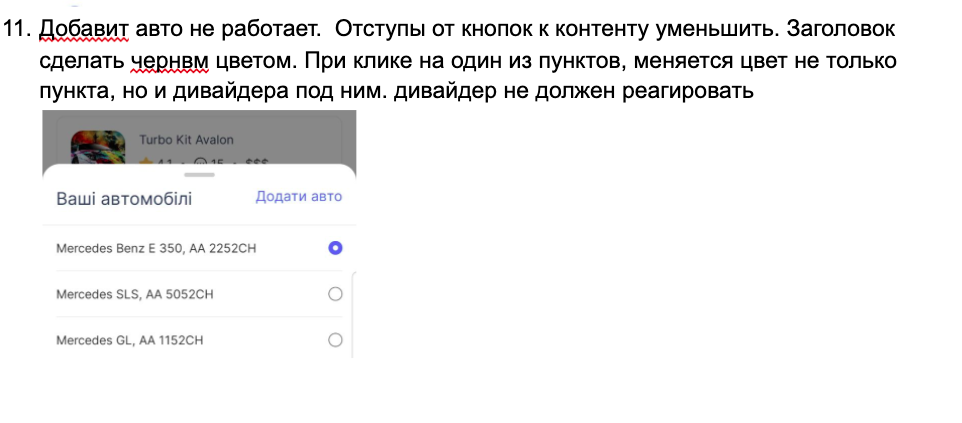 11. Добавит авто не работает. Отступы от кнопок к контенту уменьшить. Заголовок
сделать чернвм цветом. При клике на один из пунктов, меняется цвет не только
пункта, но и дивайдера под ним. дивайдер не должен реагировать
Turbo Kit Avalon
4.1 • 15 • $$$
Ваші автомобілі Додати авто
Mercedes Benz E 350, AA 2252CH
Mercedes SLS, AA 5052CH
Mercedes GL, AA 1152CH